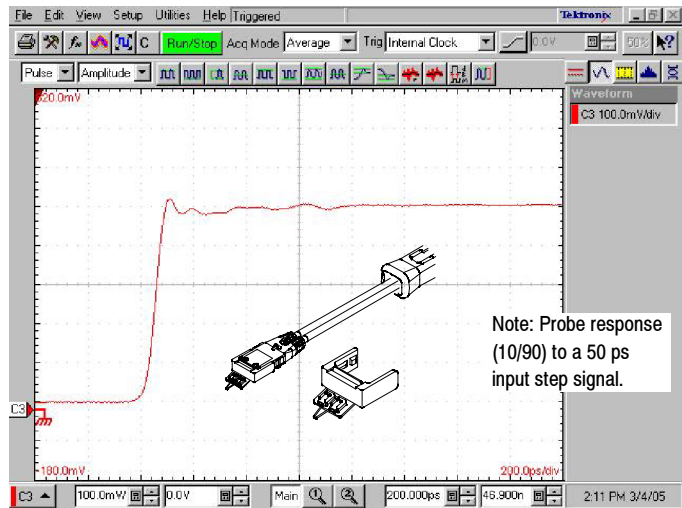 File Edit View Setup Utilities Help Triggered Tektronix
Run/Stop Acq Mode Average Trig Internal Clock 0.0V 50%
Pulse Amplitude
Waveform
C3 100.0mV/div
820.0mV
Note: Probe response
(10/90) to a 50 ps
input step signal.
C3
-180.0mV 200.0ps/div
C3 100.0mV 0.0V Main 200.000ps 46.900n 2:11 PM 3/4/05